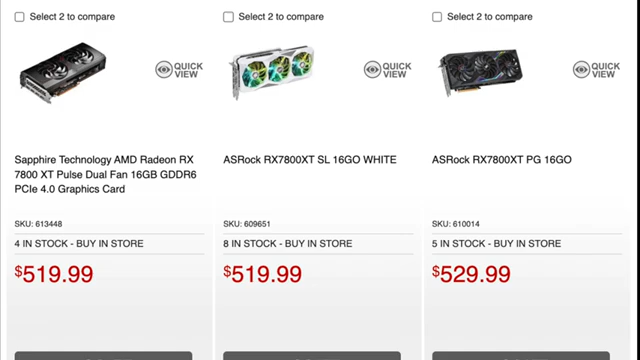 Select 2 to compare
Select 2 to compare
Select 2 to compare
QUICK
VIEW
QUICK
VIEW
QUICK
VIEW
Sapphire Technology AMD Radeon RX
7800 XT Pulse Dual Fan 16GB GDDR6
PCIe 4.0 Graphics Card
ASRock RX7800XT SL 16GO WHITE
ASRock RX7800XT PG 16GO
SKU: 613448
SKU: 609651
SKU: 610014
4 IN STOCK - BUY IN STORE
8 IN STOCK - BUY IN STORE
5 IN STOCK - BUY IN STORE
$519.99
$519.99
$529.99